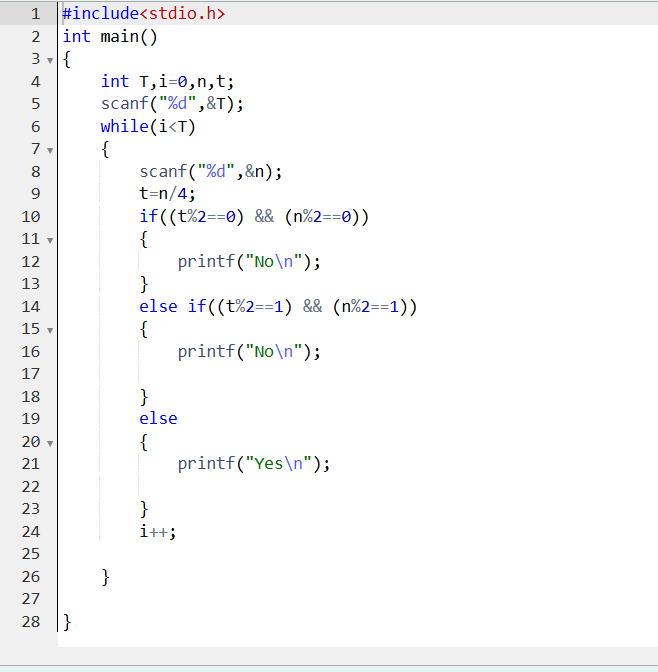 1 #include<stdio.h>
2 int main()
3 {
4 int T,i=0,n,t;
5 scanf("%d",&T);
6 while(i<T)
7 {
8 scanf("%d",&n);
9 t=n/4;
10 if((t%2==0) && (n%2==0))
11 {
12 printf("No\n");
13 }
14 else if((t%2==1) && (n%2==1))
15 {
16 printf("No\n");
17
18 }
19 else
20 {
21 printf("Yes\n");
22
23 }
24 i++;
25
26 }
27
28 }